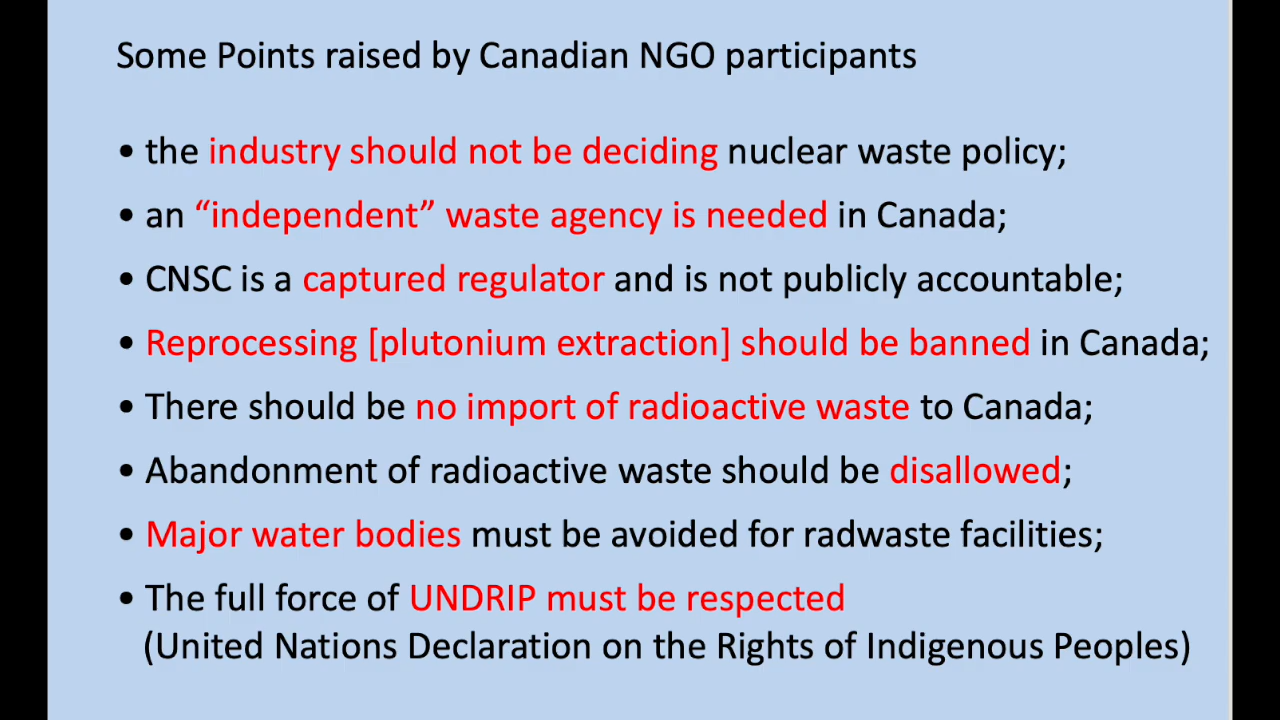 Some Points raised by Canadian NGO participants
• the industry should not be deciding nuclear waste policy;
• an “independent” waste agency is needed in Canada;
• CNSC is a captured regulator and is not publicly accountable;
• Reprocessing [plutonium extraction] should be banned in Canada;
• There should be no import of radioactive waste to Canada;
• Abandonment of radioactive waste should be disallowed;
• Major water bodies must be avoided for radwaste facilities;
• The full force of UNDRIP must be respected
(United Nations Declaration on the Rights of Indigenous Peoples)